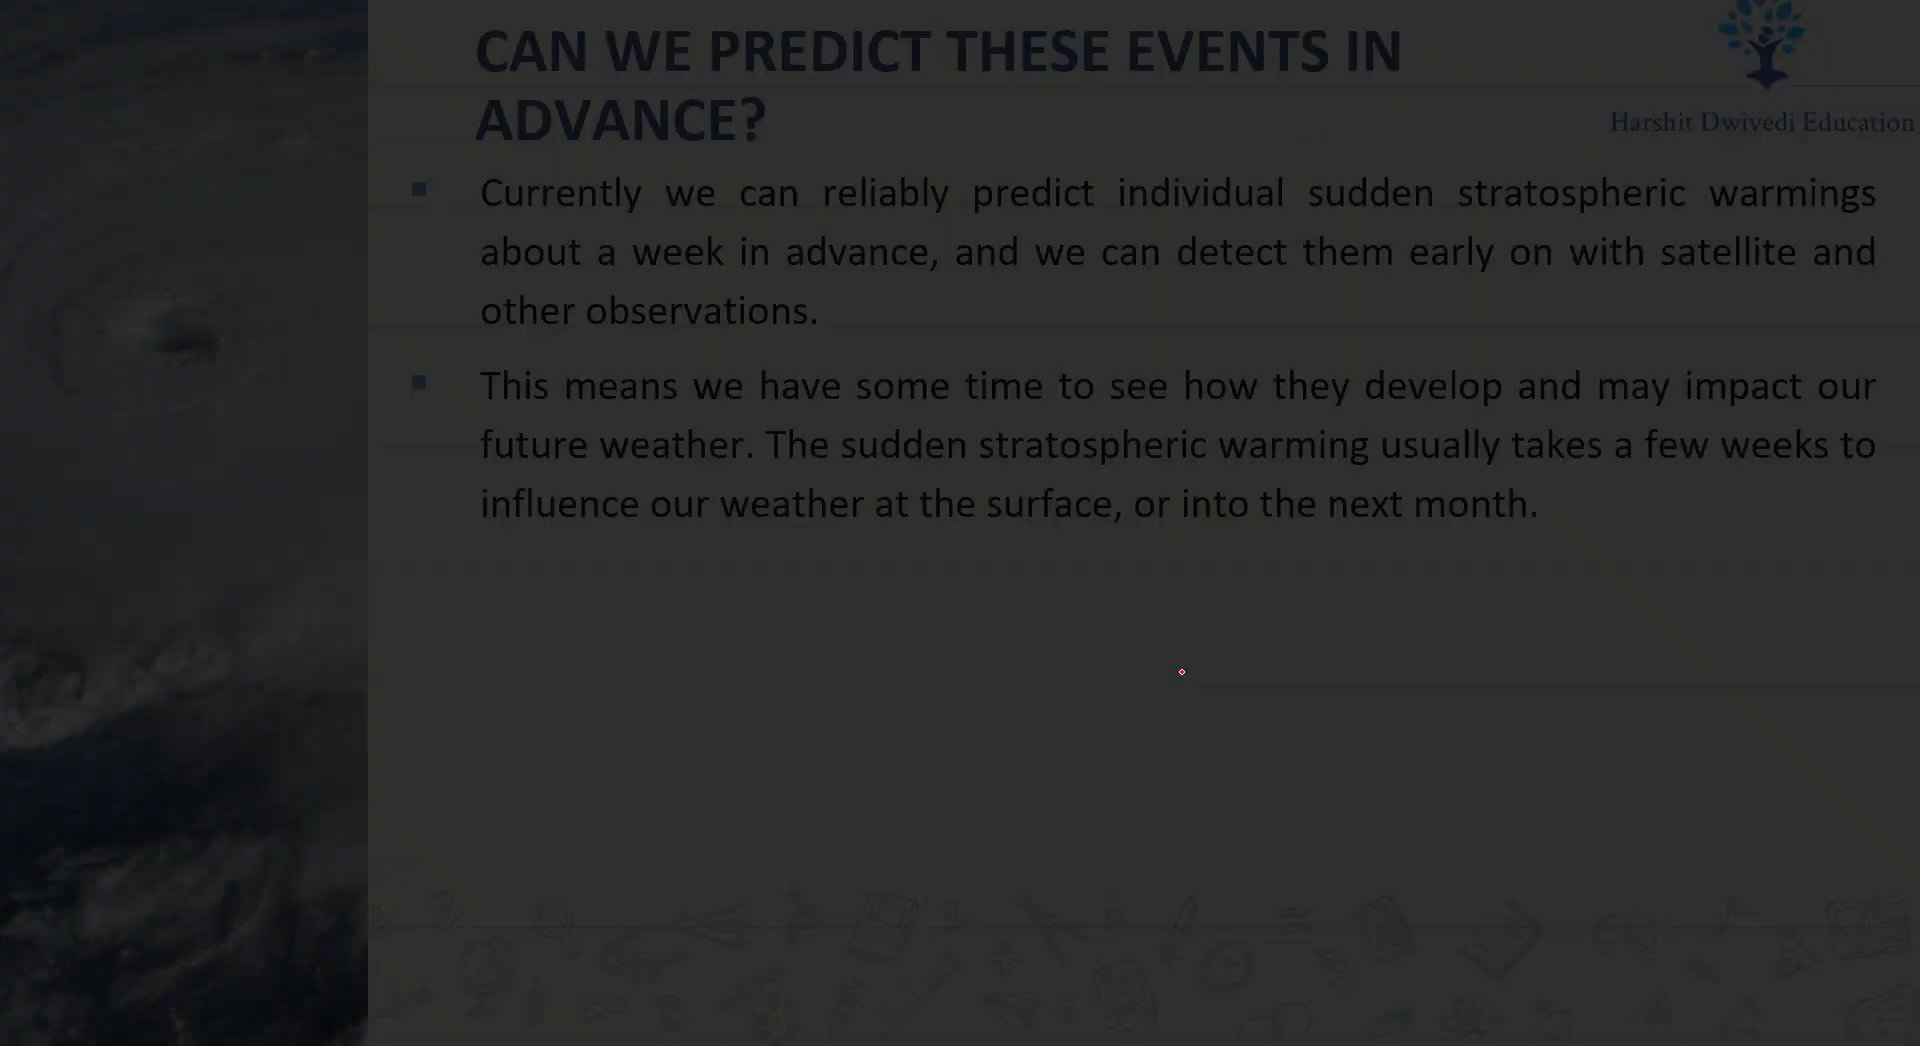 CAN WE PREDICT THESE EVENTS IN
ADVANCE?
Harshit Dwivedi Education
Currently we can reliably predict individual sudden stratospheric warmings
about a week in advance, and we can detect them early on with satellite and
other observations.
This means we have some time to see how they develop and may impact our
future weather. The sudden stratospheric warming usually takes a few weeks to
influence our weather at the surface, or into the next month.